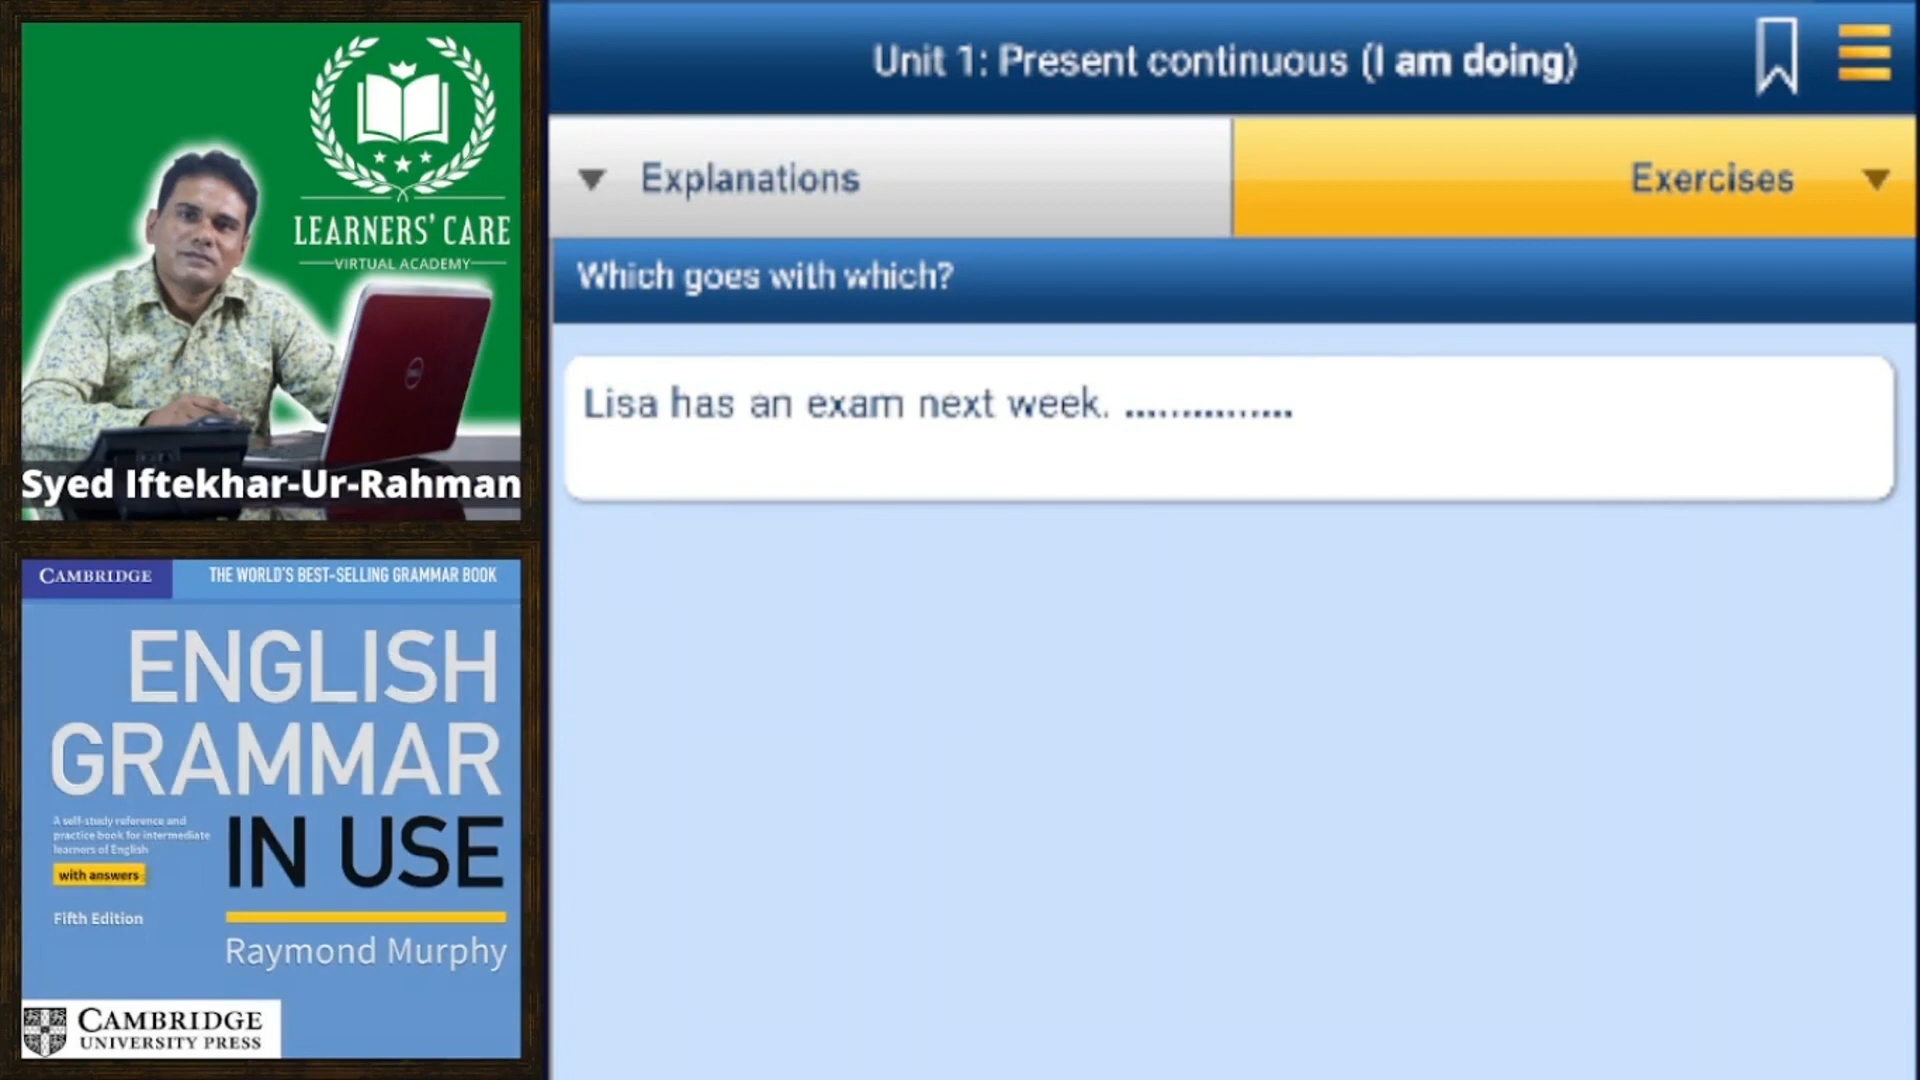 LEARNERS' CARE
VIRTUAL ACADEMY
Syed Iftekhar-Ur-Rahman
CAMBRIDGE
THE WORLD'S BEST-SELLING GRAMMAR BOOK
ENGLISH
GRAMMAR
IN USE
A self-study reference and
practice book for intermediate
learners of English
with answers
Fifth Edition
Raymond Murphy
CAMBRIDGE
UNIVERSITY PRESS
Unit 1: Present continuous (I am doing)
Explanations
Exercises
Which goes with which?
Lisa has an exam next week. ...............